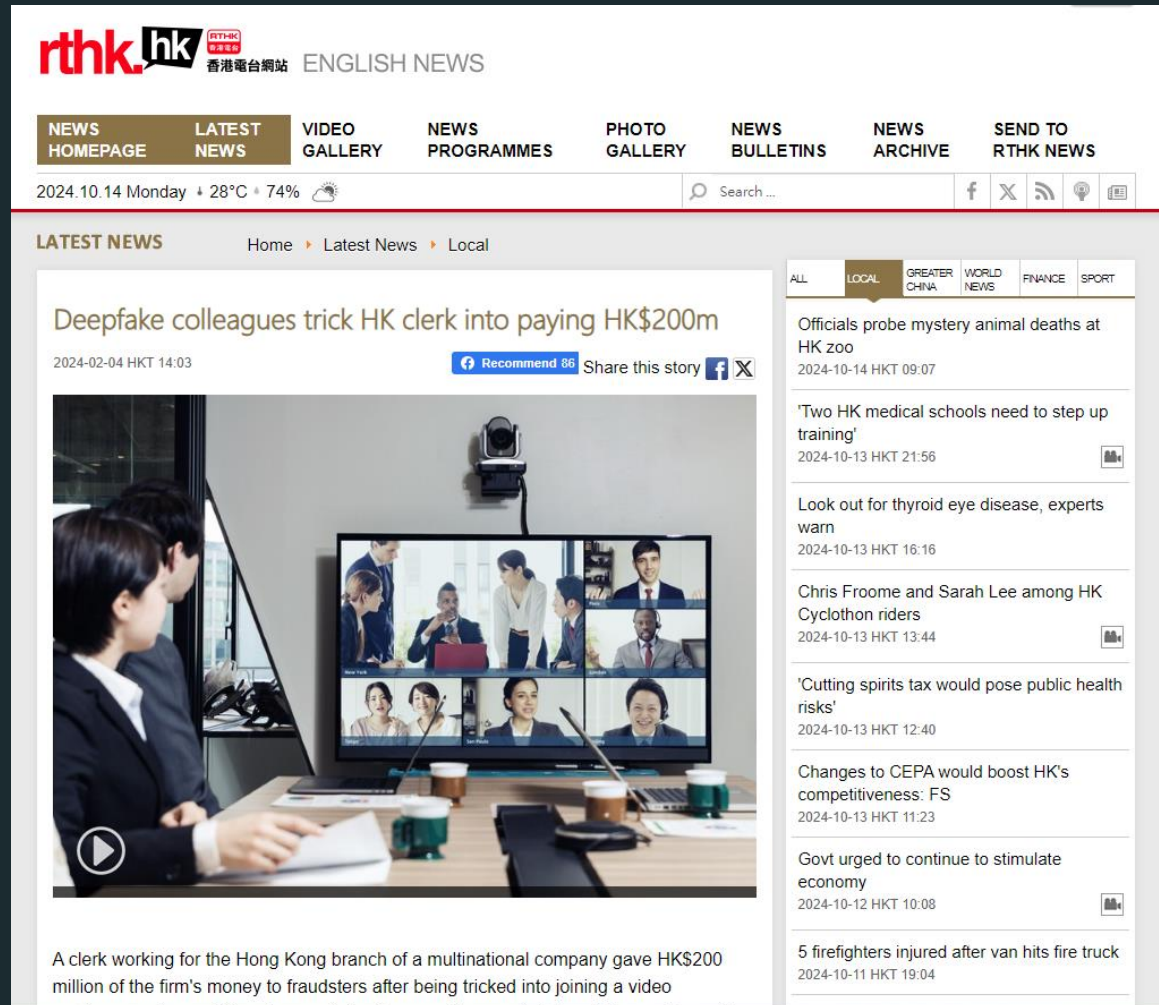 rthk.hk RTHK
香港電台
香港電台網站 ENGLISH NEWS
NEWS HOMEPAGE
LATEST NEWS
VIDEO GALLERY
NEWS PROGRAMMES
PHOTO GALLERY
NEWS BULLETINS
NEWS ARCHIVE
SEND TO RTHK NEWS
2024.10.14 Monday 28°C 74%
Search ...
LATEST NEWS
Home Latest News Local
Deepfake colleagues trick HK clerk into paying HK$200m
2024-02-04 HKT 14:03
Recommend 86 Share this story
New York
Paris
London
Tokyo
Sao Paulo
A clerk working for the Hong Kong branch of a multinational company gave HK$200
million of the firm's money to fraudsters after being tricked into joining a video
ALL LOCAL GREATER CHINA WORLD NEWS FINANCE SPORT
Officials probe mystery animal deaths at
HK zoo
2024-10-14 HKT 09:07
'Two HK medical schools need to step up
training'
2024-10-13 HKT 21:56
Look out for thyroid eye disease, experts
warn
2024-10-13 HKT 16:16
Chris Froome and Sarah Lee among HK
Cyclothon riders
2024-10-13 HKT 13:44
'Cutting spirits tax would pose public health
risks'
2024-10-13 HKT 12:40
Changes to CEPA would boost HK's
competitiveness: FS
2024-10-13 HKT 11:23
Govt urged to continue to stimulate
economy
2024-10-12 HKT 10:08
5 firefighters injured after van hits fire truck
2024-10-11 HKT 19:04